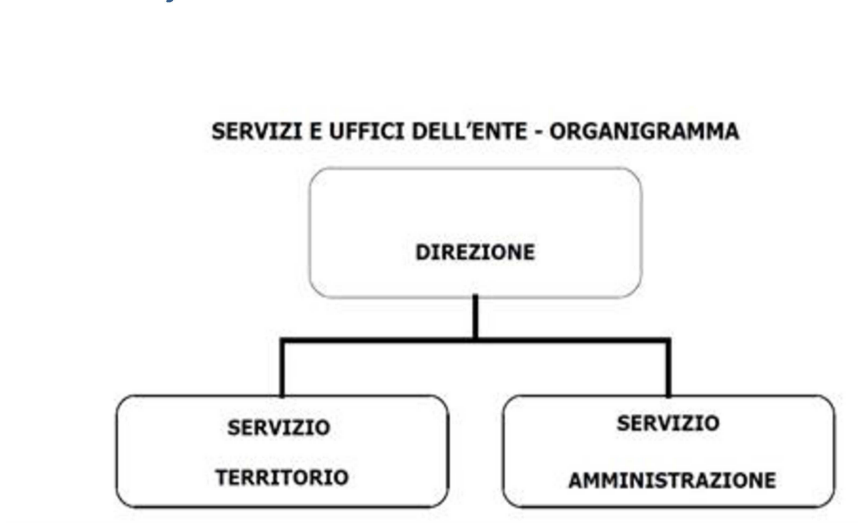 SERVIZI E UFFICI DELL'ENTE - ORGANIGRAMMA
DIREZIONE
SERVIZIO
TERRITORIO
SERVIZIO
AMMINISTRAZIONE